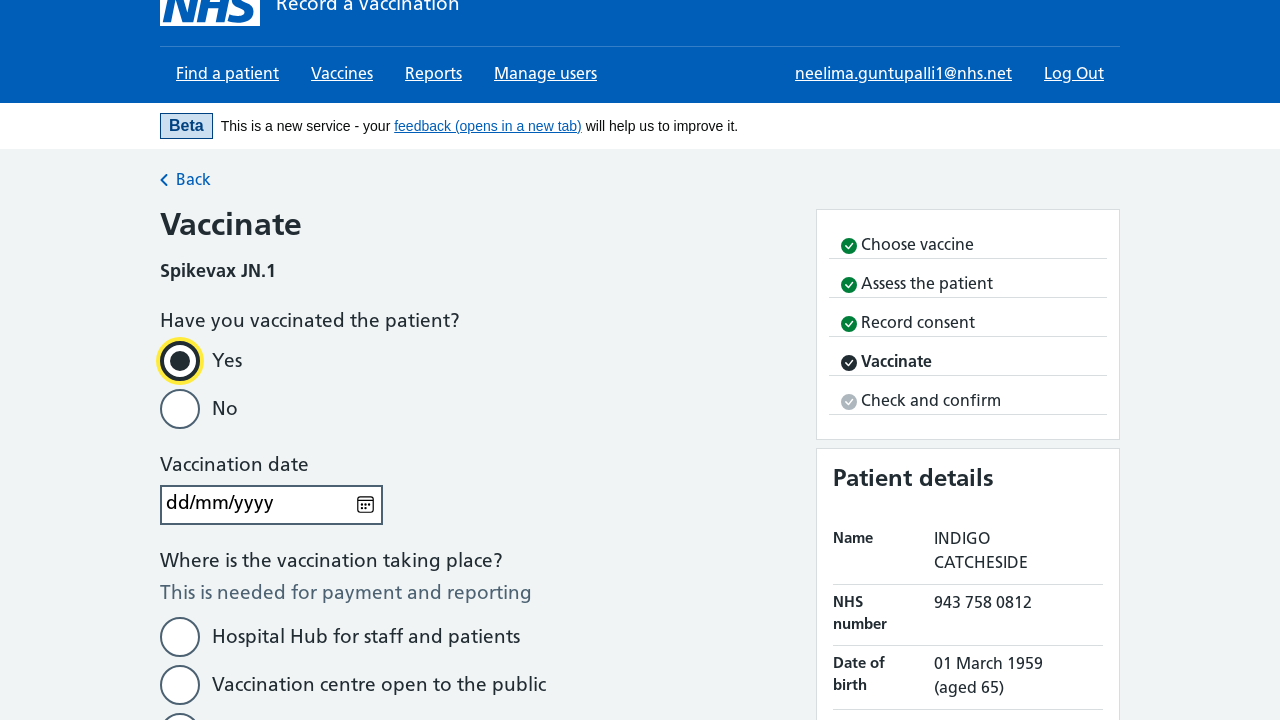 NHS Record a vaccination
Find a patient Vaccines Reports Manage users neelima.guntupalli1@nhs.net Log Out
Beta This is a new service - your feedback (opens in a new tab) will help us to improve it.
Back
Vaccinate
Spikevax JN.1
Have you vaccinated the patient?
Yes
No
Vaccination date
dd/mm/yyyy
Where is the vaccination taking place?
This is needed for payment and reporting
Hospital Hub for staff and patients
Vaccination centre open to the public
Choose vaccine
Assess the patient
Record consent
Vaccinate
Check and confirm
Patient details
Name INDIGO
CATCHESIDE
NHS 943 758 0812
number
Date of 01 March 1959
birth (aged 65)